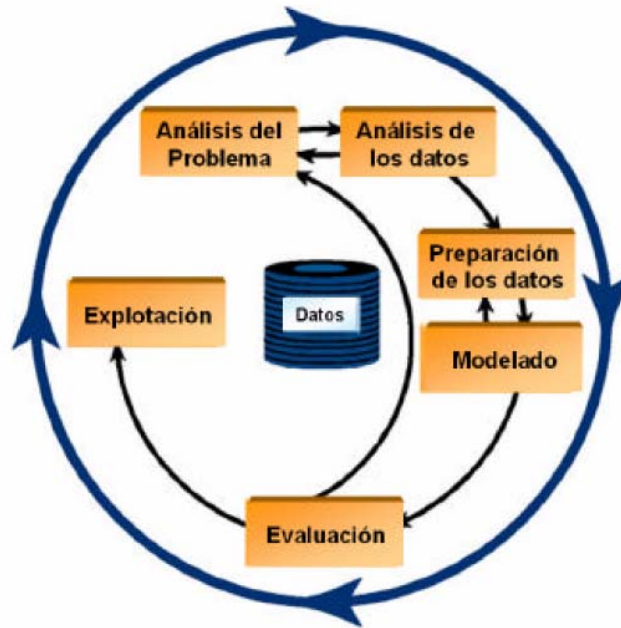 Análisis del
Problema
Análisis de
los datos
Preparación
de los datos
Explotación
Datos
Modelado
Evaluación